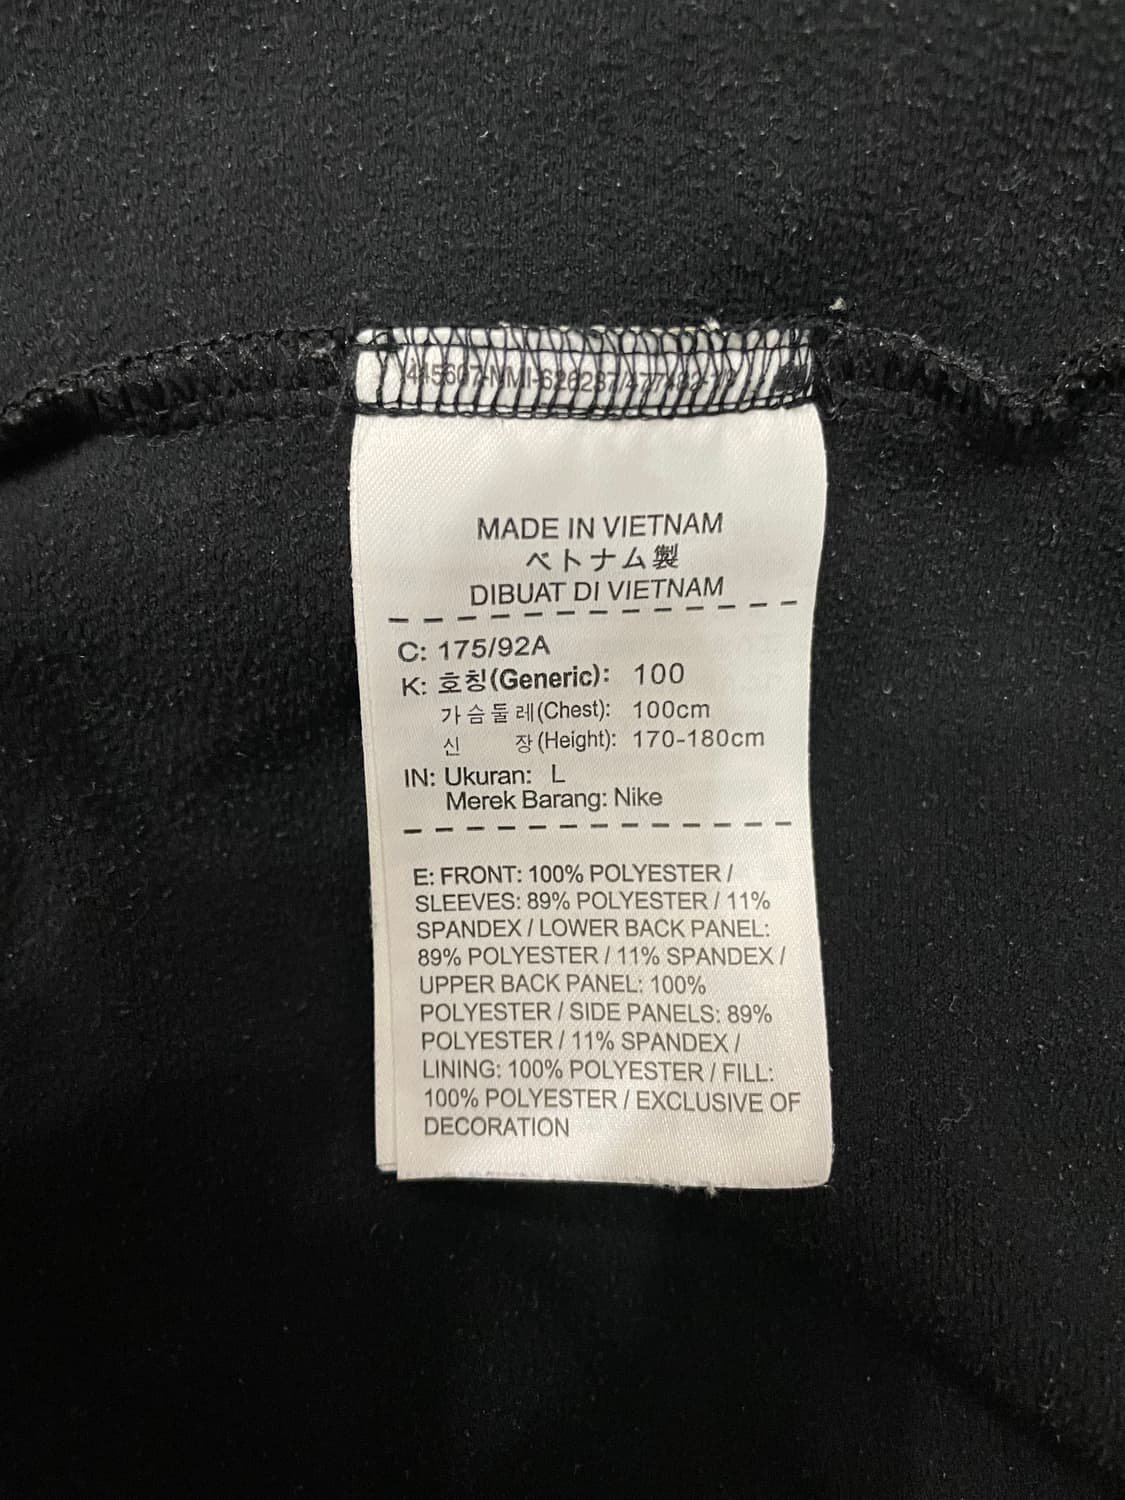 MADE IN VIETNAM
ベトナム製
DIBUAT DI VIETNAM
C: 175/92A
K: 호칭(Generic): 100
가슴둘레(Chest): 100cm
신 장(Height): 170-180cm
IN: Ukuran: L
Merek Barang: Nike
E: FRONT: 100% POLYESTER /
SLEEVES: 89% POLYESTER / 11%
SPANDEX / LOWER BACK PANEL:
89% POLYESTER / 11% SPANDEX /
UPPER BACK PANEL: 100%
POLYESTER / SIDE PANELS: 89%
POLYESTER / 11% SPANDEX /
LINING: 100% POLYESTER / FILL:
100% POLYESTER / EXCLUSIVE OF
DECORATION